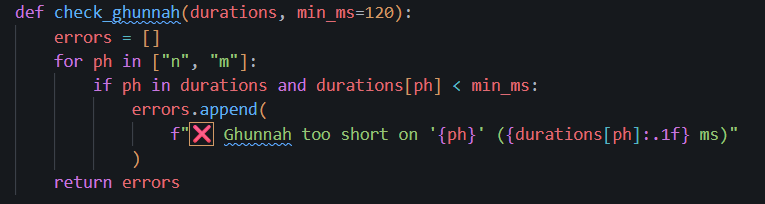 def check_ghunnah(durations, min_ms=120):
    errors = []
    for ph in ["n", "m"]:
        if ph in durations and durations[ph] < min_ms:
            errors.append(
                f"❌ Ghunnah too short on '{ph}' ({durations[ph]:.1f} ms)"
            )
    return errors